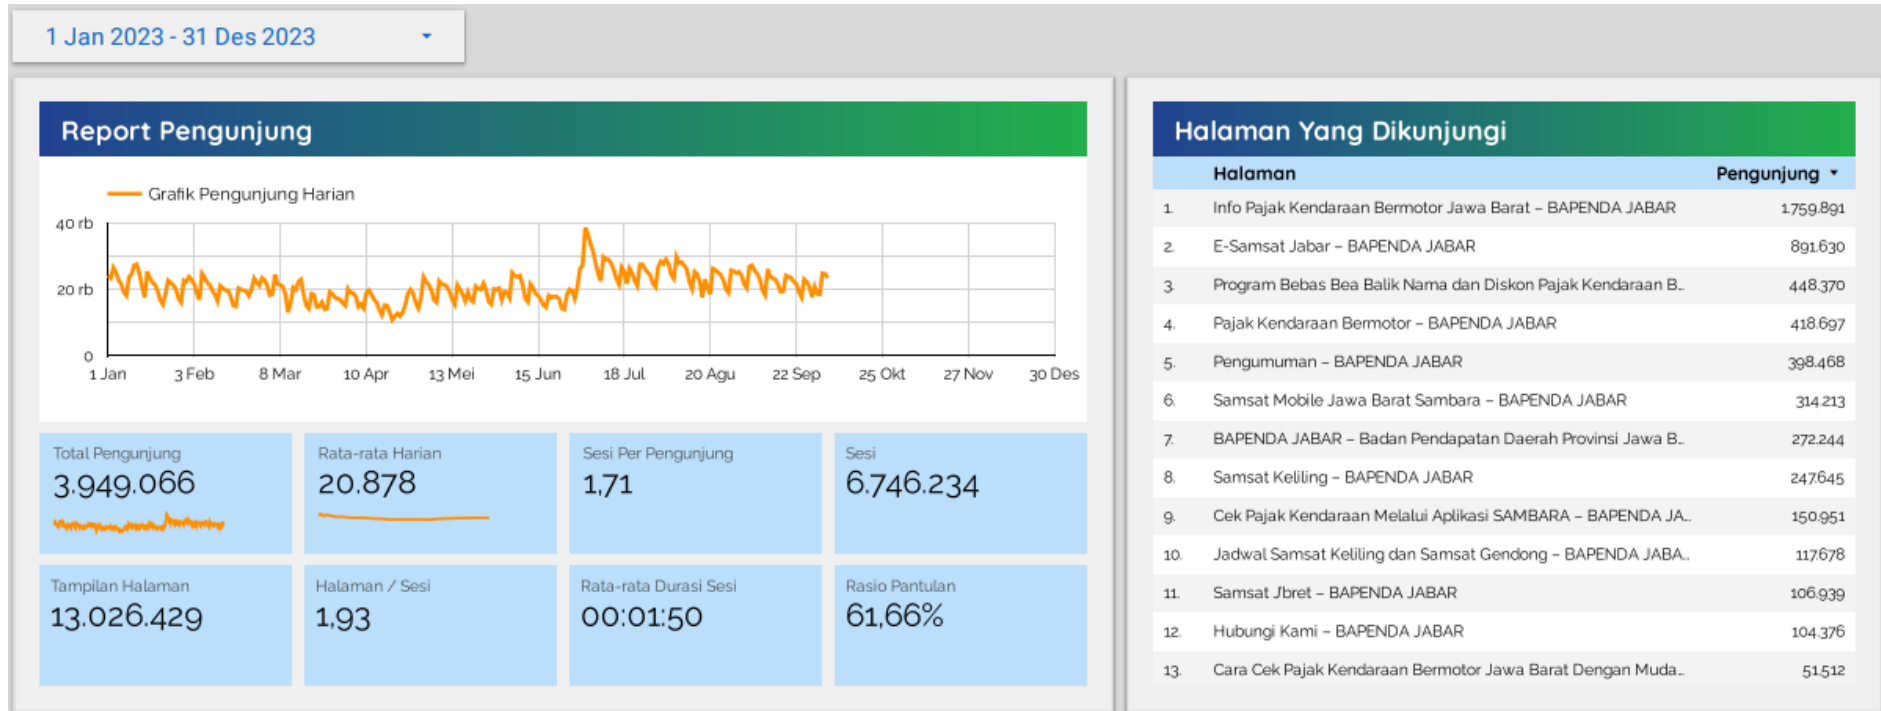 1 Jan 2023 - 31 Des 2023
Report Pengunjung
Grafik Pengunjung Harian
40 rb
20 rb
0
1 Jan 3 Feb 8 Mar 10 Apr 13 Mei 15 Jun 18 Jul 20 Agu 22 Sep 25 Okt 27 Nov 30 Des
Total Pengunjung Rata-rata Harian Sesi Per Pengunjung Sesi
3.949.066 20.878 1,71 6.746.234
Tampilan Halaman Halaman / Sesi Rata-rata Durasi Sesi Rasio Pantulan
13.026.429 1,93 00:01:50 61,66%
Halaman Yang Dikunjungi
Halaman Pengunjung
1. Info Pajak Kendaraan Bermotor Jawa Barat – BAPENDA JABAR 1.759.891
2. E-Samsat Jabar – BAPENDA JABAR 891.630
3. Program Bebas Bea Balik Nama dan Diskon Pajak Kendaraan B... 448.370
4. Pajak Kendaraan Bermotor – BAPENDA JABAR 418.697
5. Pengumuman – BAPENDA JABAR 398.468
6. Samsat Mobile Jawa Barat Sambara – BAPENDA JABAR 314.213
7. BAPENDA JABAR – Badan Pendapatan Daerah Provinsi Jawa B... 272.244
8. Samsat Keliling – BAPENDA JABAR 247.645
9. Cek Pajak Kendaraan Melalui Aplikasi SAMBARA – BAPENDA JA... 150.951
10. Jadwal Samsat Keliling dan Samsat Gendong – BAPENDA JABA... 117.678
11. Samsat J'bret – BAPENDA JABAR 106.939
12. Hubungi Kami – BAPENDA JABAR 104.376
13. Cara Cek Pajak Kendaraan Bermotor Jawa Barat Dengan Muda... 51.512